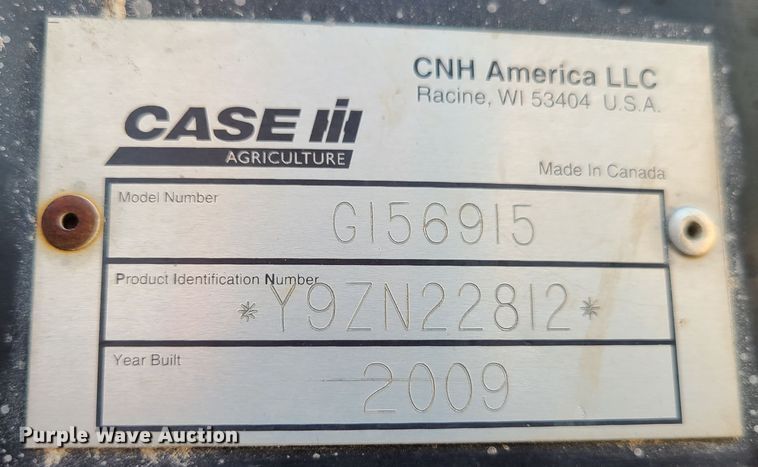 CNH America LLC
Racine, WI 53404 U.S.A.
CASE IH
AGRICULTURE
Made In Canada
Model Number
G156915
Product Identification Number
*Y9ZN22812*
Year Built
2009
Purple Wave Auction